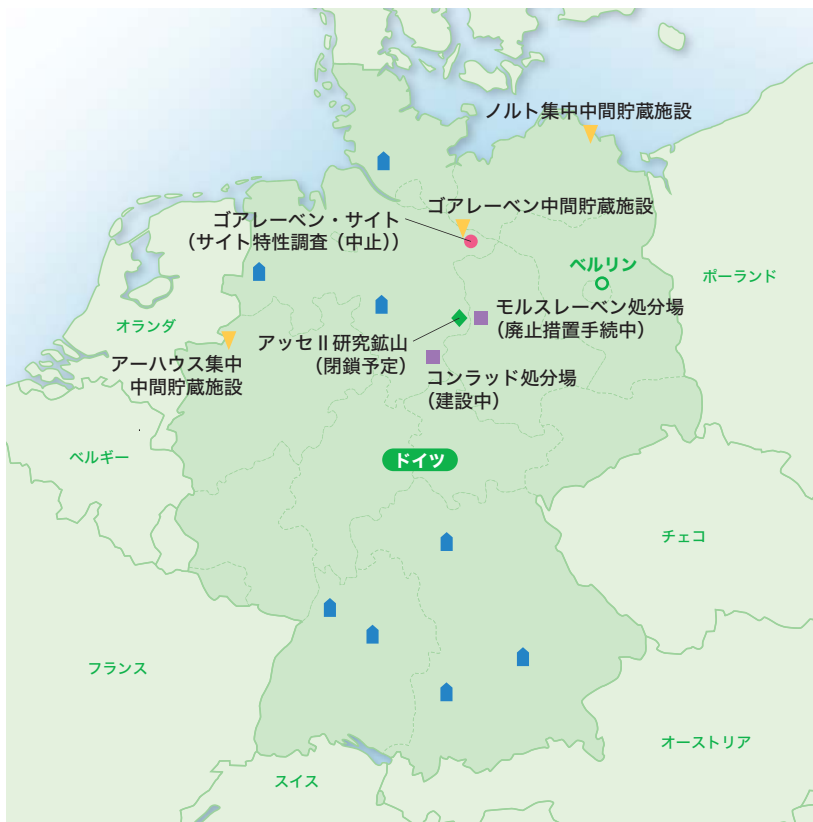 ノルト集中中間貯蔵施設
ゴアレーベン中間貯蔵施設
ゴアレーベン・サイト
（サイト特性調査（中止））
ベルリン
ポーランド
オランダ
モルスレーベン処分場
（廃止措置手続中）
アッセⅡ研究鉱山
（閉鎖予定）
アーハウス集中
中間貯蔵施設
コンラッド処分場
（建設中）
ベルギー
ドイツ
チェコ
フランス
オーストリア
スイス